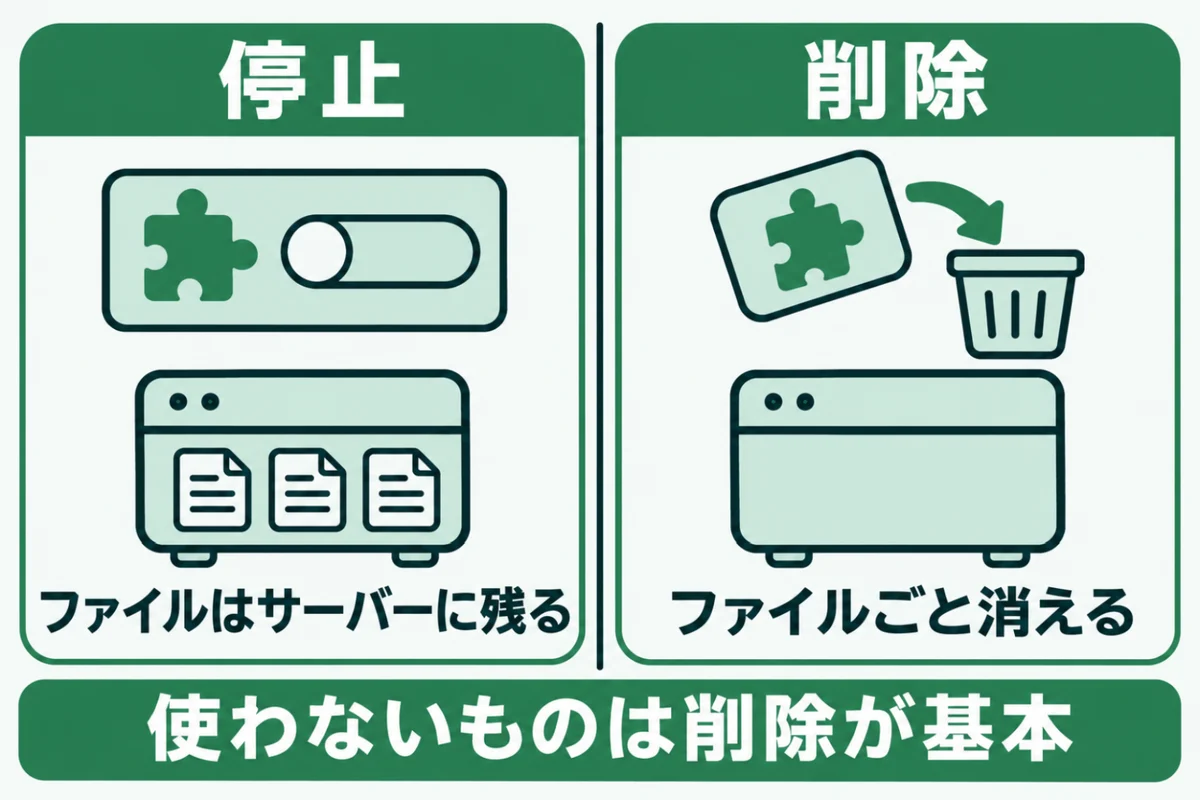 停止
ファイルはサーバーに残る
削除
ファイルごと消える
使わないものは削除が基本